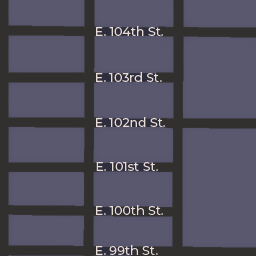 E. 104th St.
E. 103rd St.
E. 102nd St.
E. 101st St.
E. 100th St.
E. 99th St.